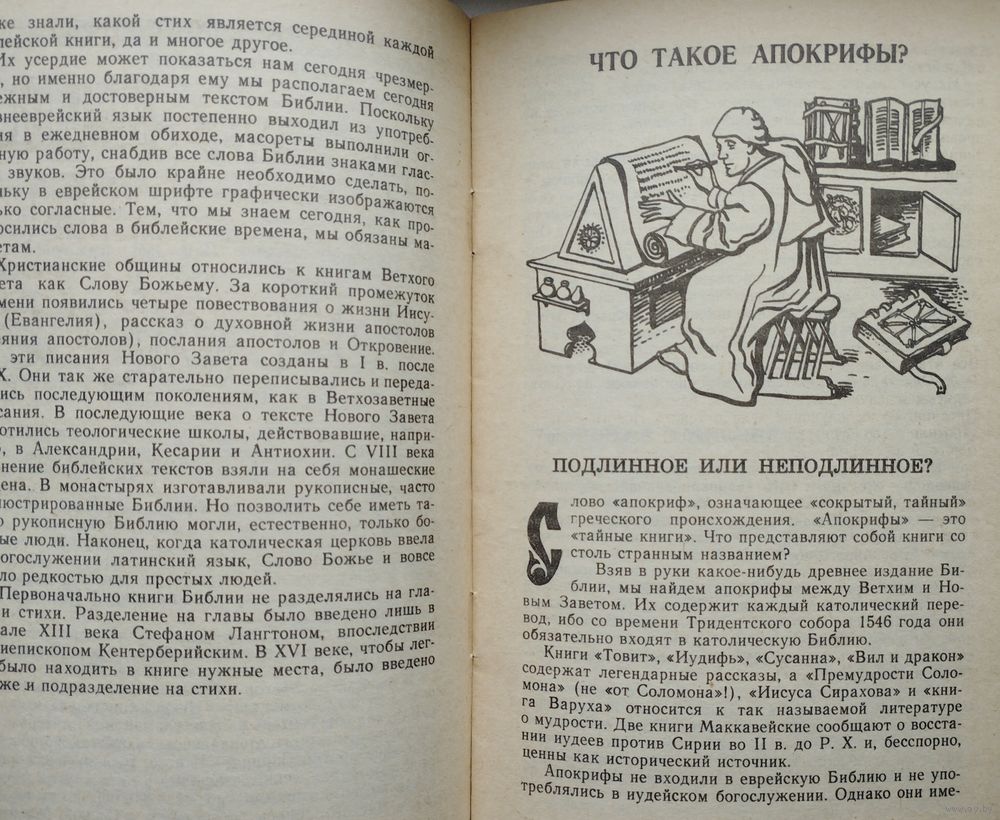 же знали, какой стих является серединой каждой
лейской книги, да и многое другое.
Их усердие может показаться нам сегодня чрезмер-
, но именно благодаря ему мы располагаем сегодня
ежным и достоверным текстом Библии. Поскольку
внееврейский язык постепенно выходил из употреб-
ия в ежедневном обиходе, масореты выполнили ог-
ную работу, снабдив все слова Библии знаками глас-
звуков. Это было крайне необходимо сделать, по-
льку в еврейском шрифте графически изображаются
ько согласные. Тем, что мы знаем сегодня, как про-
осились слова в библейские времена, мы обязаны ма-
етам.
Христианские общины относились к книгам Ветхого
ета как Слову Божьему. За короткий промежуток
мени появились четыре повествования о жизни Иису-
(Евангелия), рассказ о духовной жизни апостолов
еяния апостолов), послания апостолов и Откровение.
эти писания Нового Завета созданы в I в. после
Х. Они так же старательно переписывались и переда-
ись последующим поколениям, как в Ветхозаветные
сания. В последующие века о тексте Нового Завета
отились теологические школы, действовавшие, напри-
, в Александрии, Кесарии и Антиохии. С VIII века
нение библейских текстов взяли на себя монашеские
дена. В монастырях изготавливали рукописные, часто
люстрированные Библии. Но позволить себе иметь та-
ю рукописную Библию могли, естественно, только бо-
ые люди. Наконец, когда католическая церковь ввела
огослужении латинский язык, Слово Божье и вовсе
ло редкостью для простых людей.
Первоначально книги Библии не разделялись на гла-
и стихи. Разделение на главы было введено лишь в
але XIII века Стефаном Лангтоном, впоследствии
иепископом Кентерберийским. В XVI веке, чтобы лег-
было находить в книге нужные места, было введено
же и подразделение на стихи.
ЧТО ТАКОЕ АПОКРИФЫ?
ПОДЛИННОЕ ИЛИ НЕПОДЛИННОЕ?
Слово «апокриф», означающее «сокрытый, тайный»
греческого происхождения. «Апокрифы» — это
«тайные книги». Что представляют собой книги со
столь странным названием?
Взяв в руки какое-нибудь древнее издание Би-
блии, мы найдем апокрифы между Ветхим и Но-
вым Заветом. Их содержит каждый католический пере-
вод, ибо со времени Тридентского собора 1546 года они
обязательно входят в католическую Библию.
Книги «Товит», «Иудифь», «Сусанна», «Вил и дракон»
содержат легендарные рассказы, а «Премудрости Соло-
мона» (не «от Соломона»!), «Иисуса Сирахова» и «кни-
га Варуха» относится к так называемой литературе
о мудрости. Две книги Маккавейские сообщают о восста-
нии иудеев против Сирии во II в. до Р. Х. и, бесспорно,
ценны как исторический источник.
Апокрифы не входили в еврейскую Библию и не упо-
треблялись в иудейском богослужении. Однако они име-